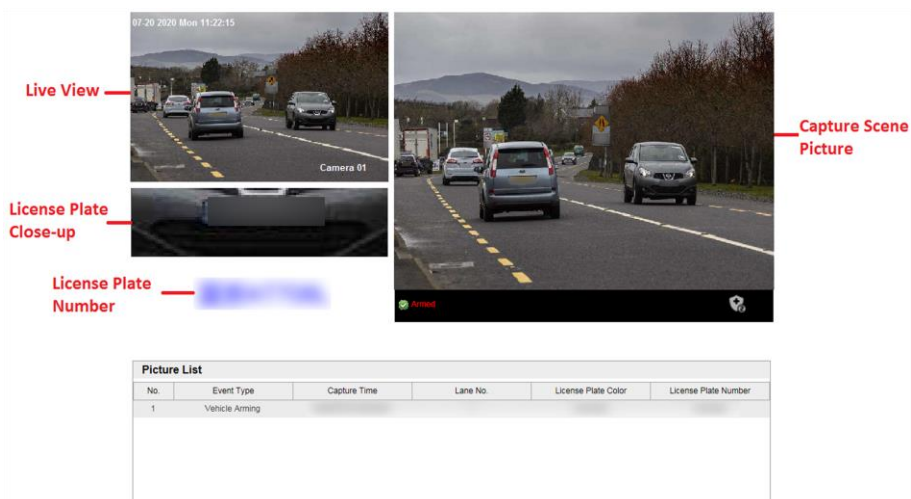 07-20 2020 Mon 11:22:15
Live View
Camera 01
Capture Scene
Picture
License Plate
Close-up
License Plate
Number
Armed
Picture List
No. Event Type Capture Time Lane No. License Plate Color License Plate Number
1 Vehicle Arming